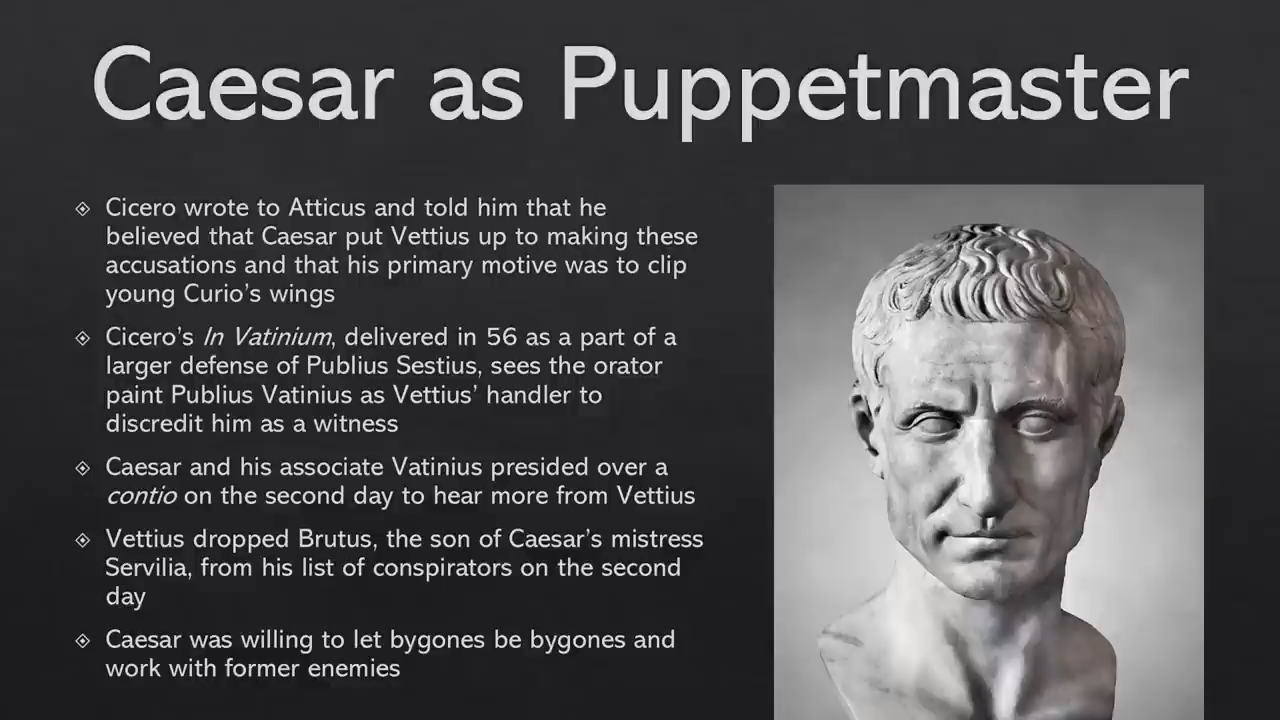 Caesar as Puppetmaster
Cicero wrote to Atticus and told him that he
believed that Caesar put Vettius up to making these
accusations and that his primary motive was to clip
young Curio's wings
Cicero's In Vatinium, delivered in 56 as a part of a
larger defense of Publius Sestius, sees the orator
paint Publius Vatinius as Vettius' handler to
discredit him as a witness
Caesar and his associate Vatinius presided over a
contio on the second day to hear more from Vettius
Vettius dropped Brutus, the son of Caesar's mistress
Servilia, from his list of conspirators on the second
day
Caesar was willing to let bygones be bygones and
work with former enemies